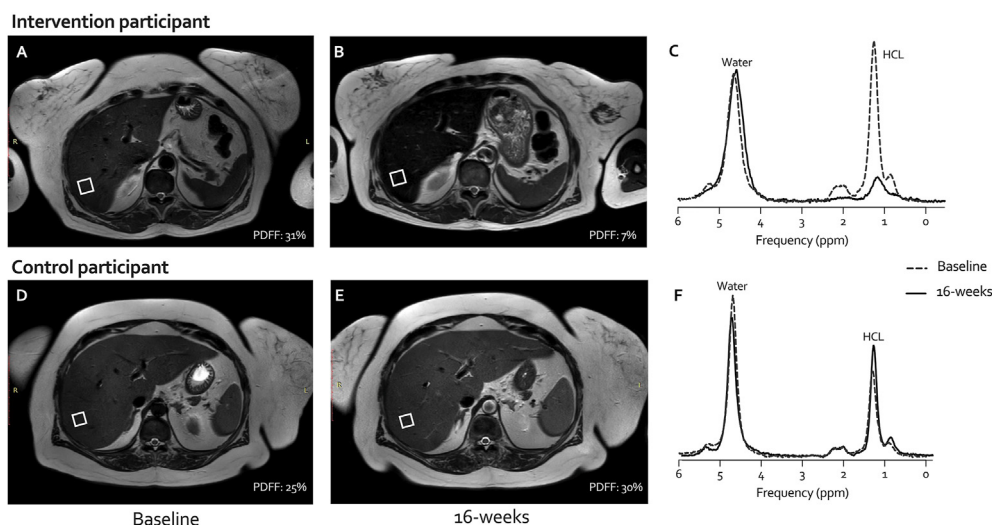 Intervention participant
A
R
L
PDFF: 31%
B
PDFF: 7%
C
Water
HCL
6 5 4 3 2 1 0
Frequency (ppm)
Control participant
D
R
L
PDFF: 25%
E
R
L
PDFF: 30%
F
Water
HCL
6 5 4 3 2 1 0
Frequency (ppm)
Baseline
16-weeks
Baseline
16-weeks